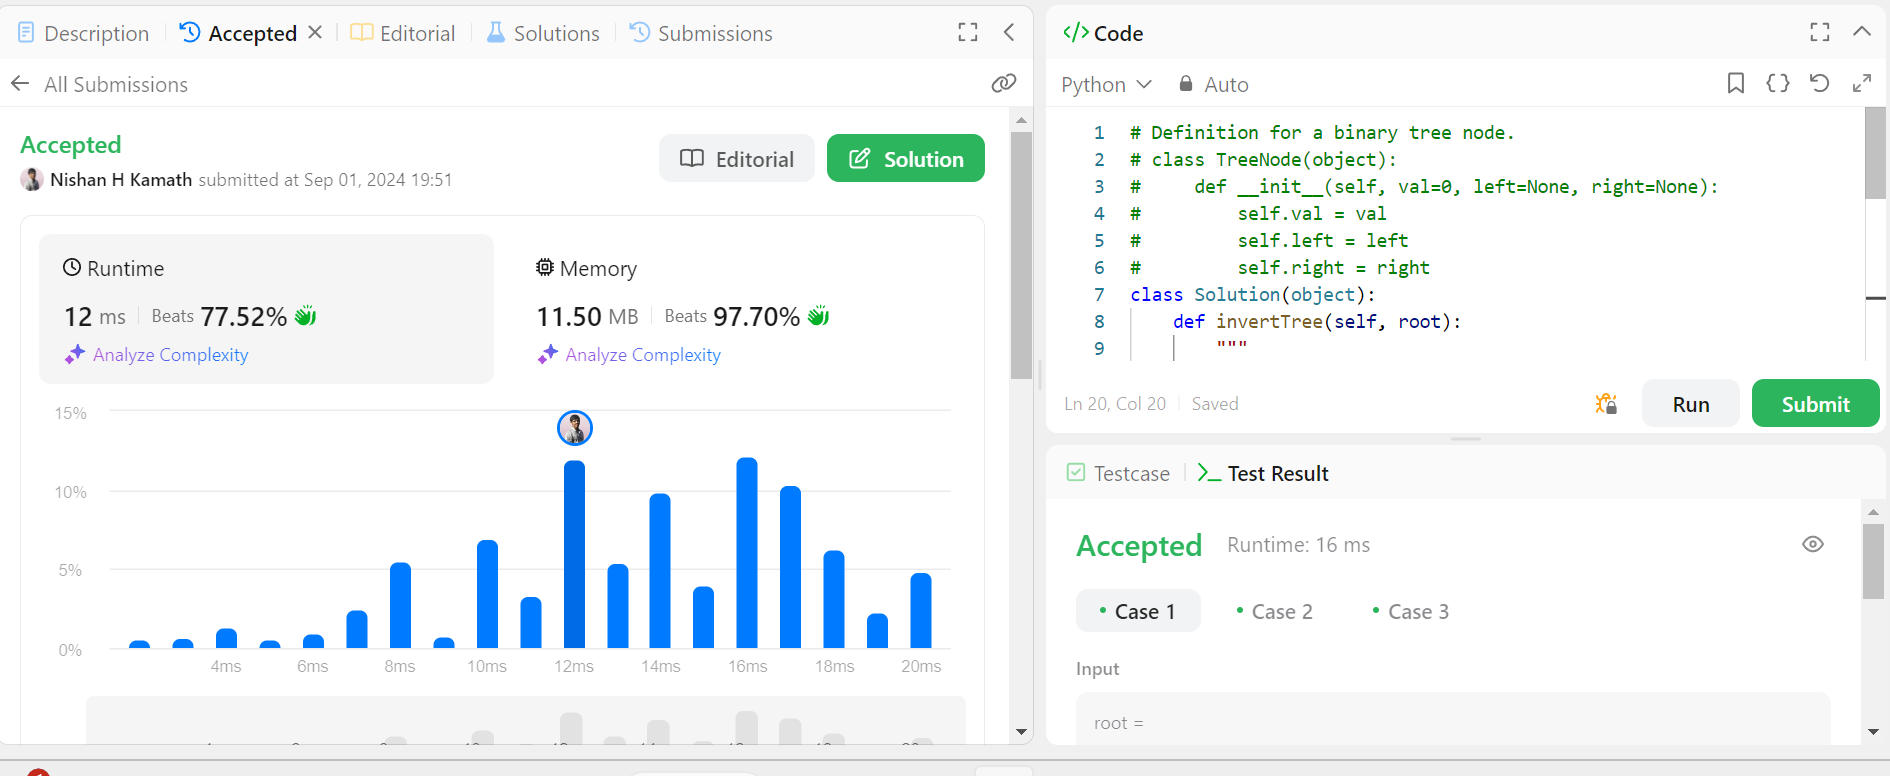 Description
Accepted
Editorial
Solutions
Submissions
All Submissions
Accepted
Nishan H Kamath submitted at Sep 01, 2024 19:51
Editorial
Solution
Runtime
12 ms
Beats 77.52%
Analyze Complexity
Memory
11.50 MB
Beats 97.70%
Analyze Complexity
15%
10%
5%
0%
4ms 6ms 8ms 10ms 12ms 14ms 16ms 18ms 20ms
</> Code
Python
Auto
1 # Definition for a binary tree node.
2 # class TreeNode(object):
3 #     def __init__(self, val=0, left=None, right=None):
4 #         self.val = val
5 #         self.left = left
6 #         self.right = right
7 class Solution(object):
8     def invertTree(self, root):
9         """
Ln 20, Col 20
Saved
Run
Submit
Testcase
Test Result
Accepted
Runtime: 16 ms
Case 1
Case 2
Case 3
Input
root =